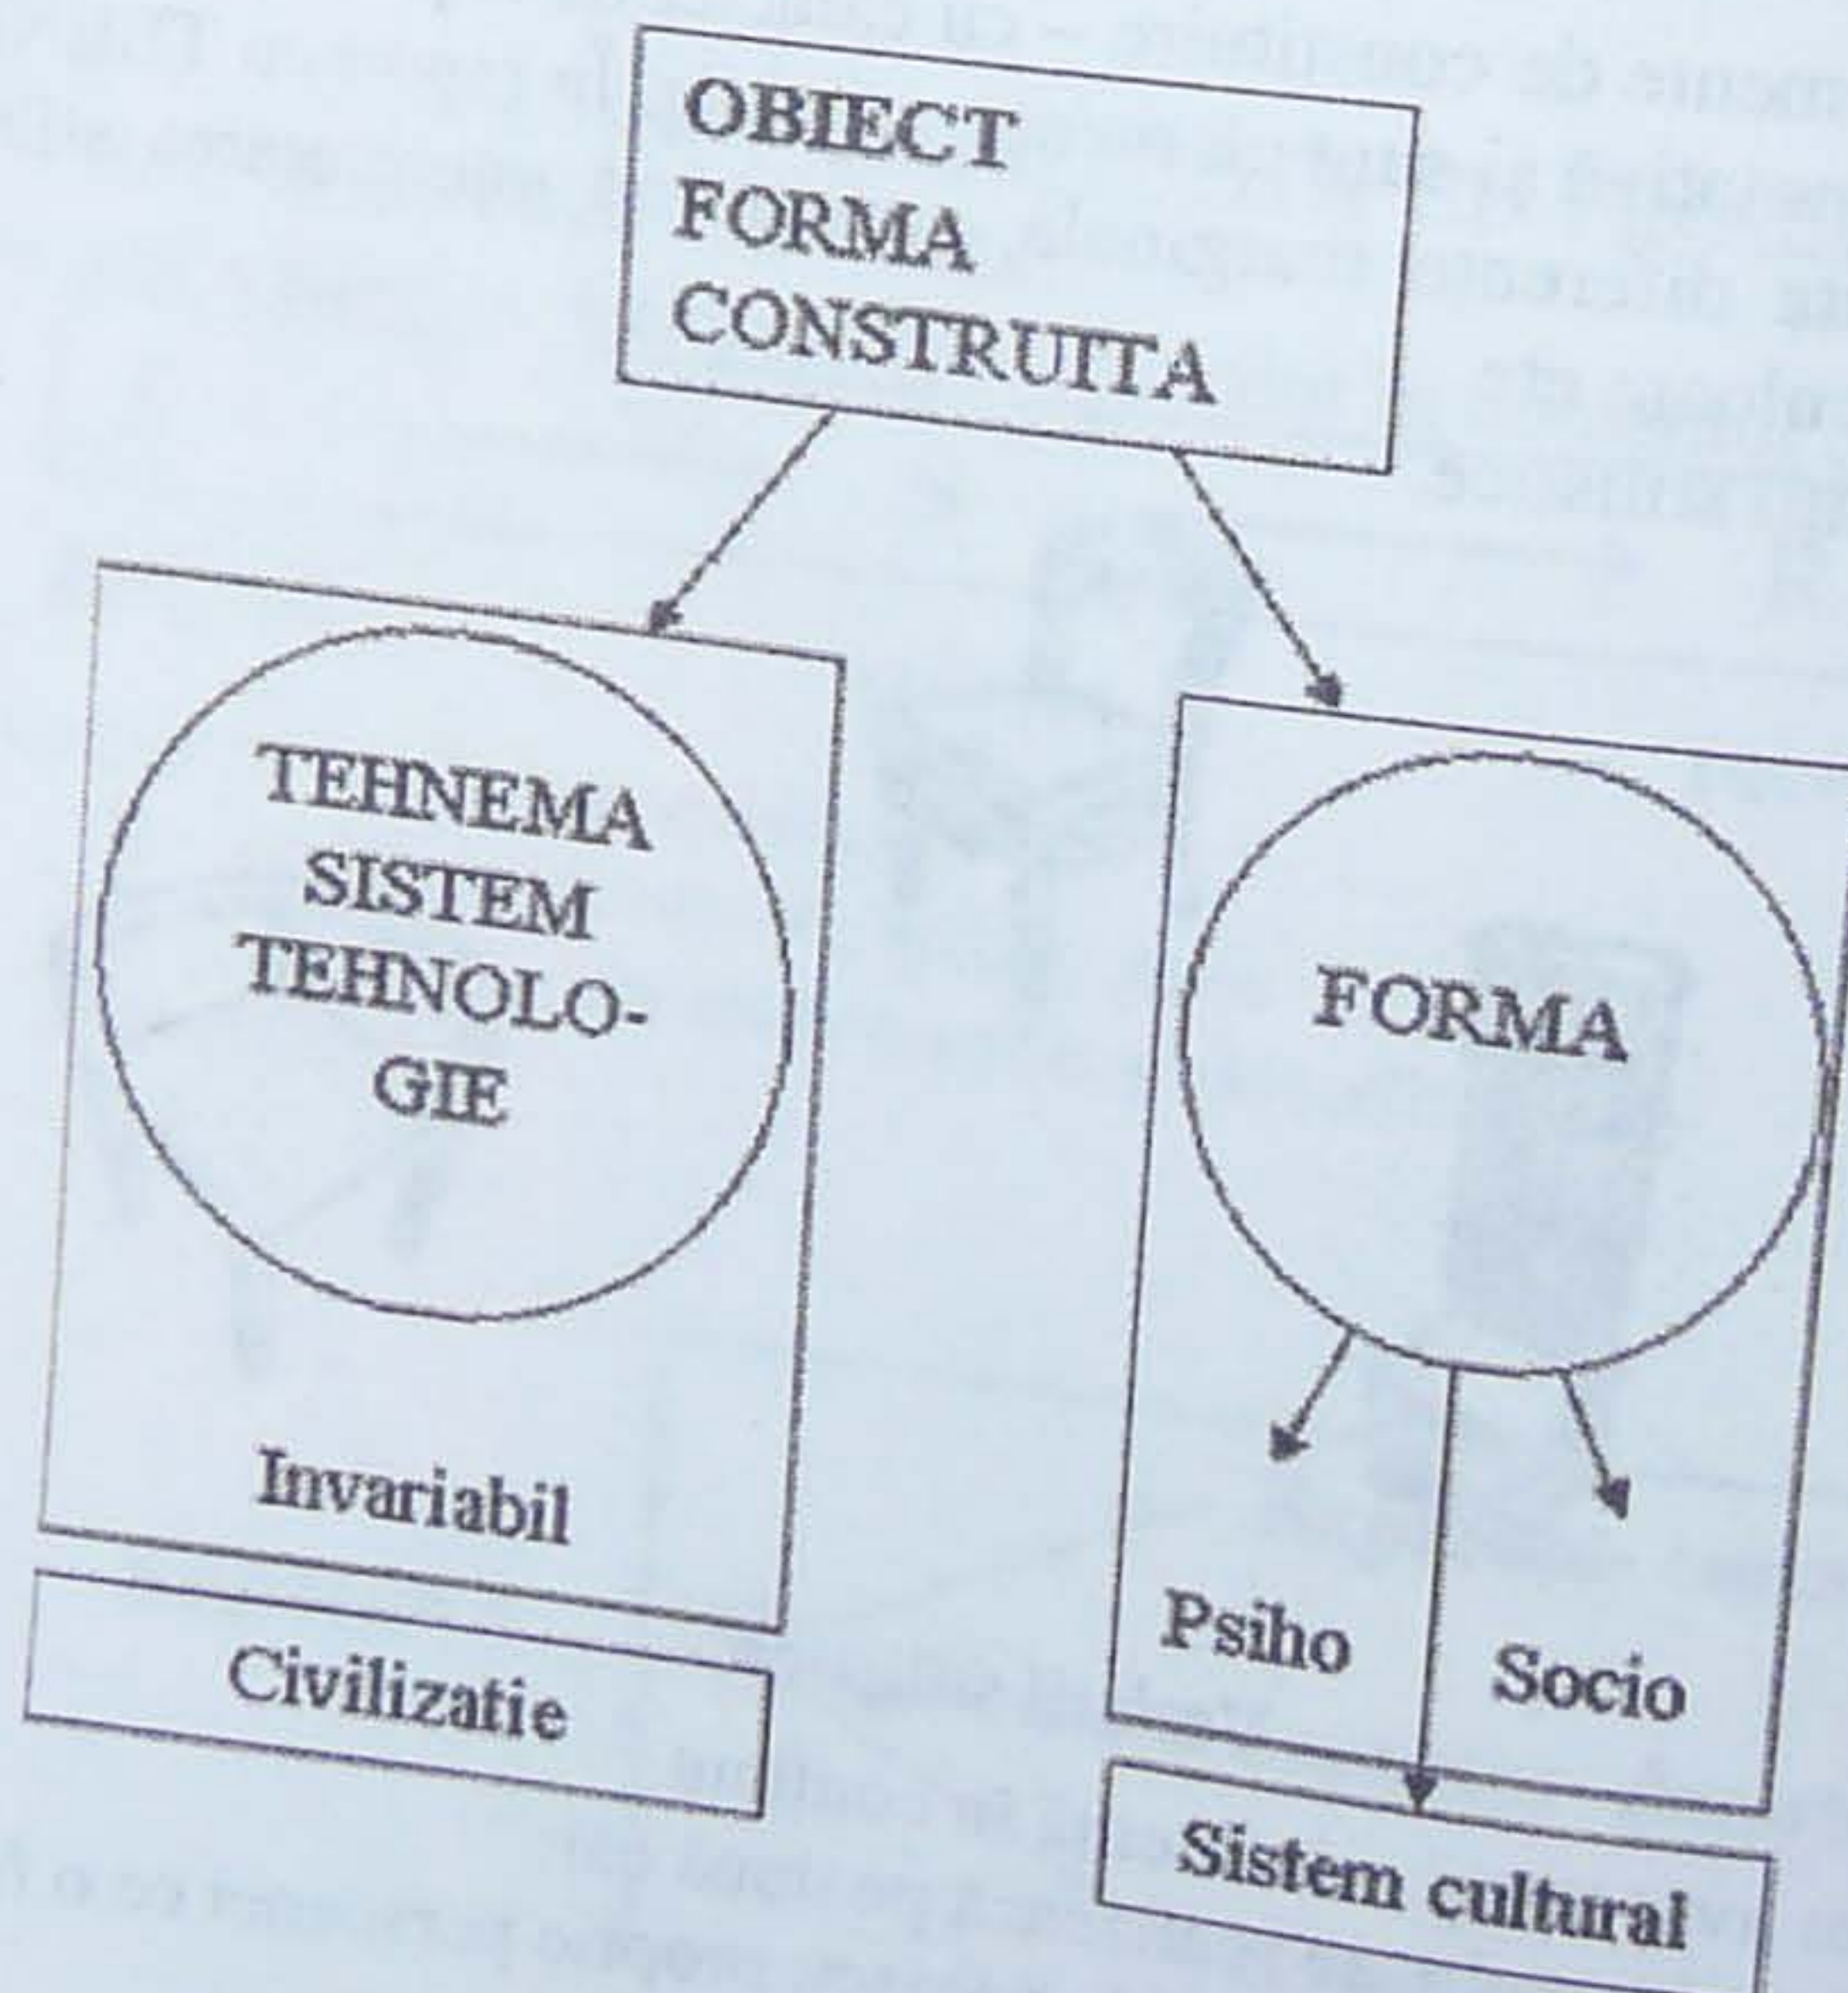 OBIECT
FORMA
CONSTRUITA
TEHNEMA
SISTEM
TEHNOLO-
GIE
Invariabil
Civilizatie
FORMA
Psiho
Socio
Sistem cultural